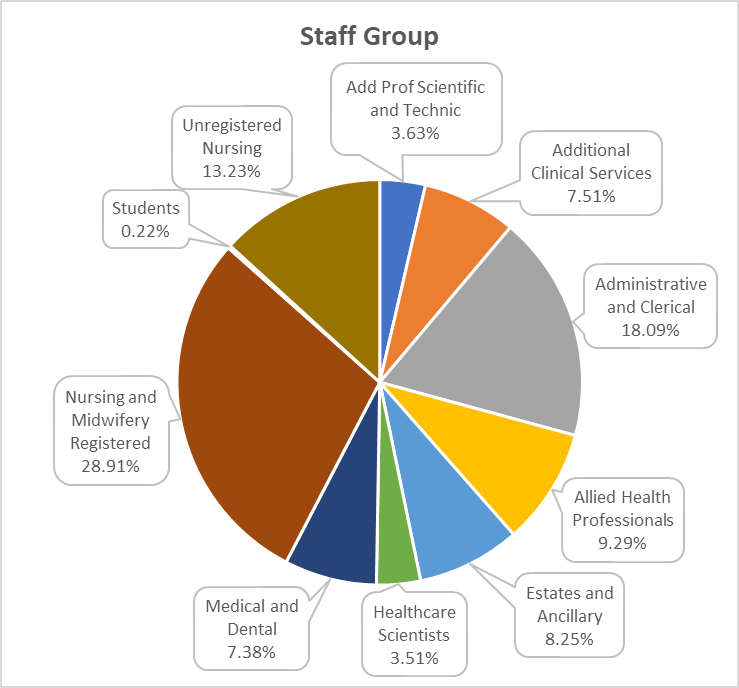 Staff Group
Add Prof Scientific
and Technic
3.63%
Additional
Clinical Services
7.51%
Administrative
and Clerical
18.09%
Allied Health
Professionals
9.29%
Estates and
Ancillary
8.25%
Healthcare
Scientists
3.51%
Medical and
Dental
7.38%
Nursing and
Midwifery
Registered
28.91%
Students
0.22%
Unregistered
Nursing
13.23%